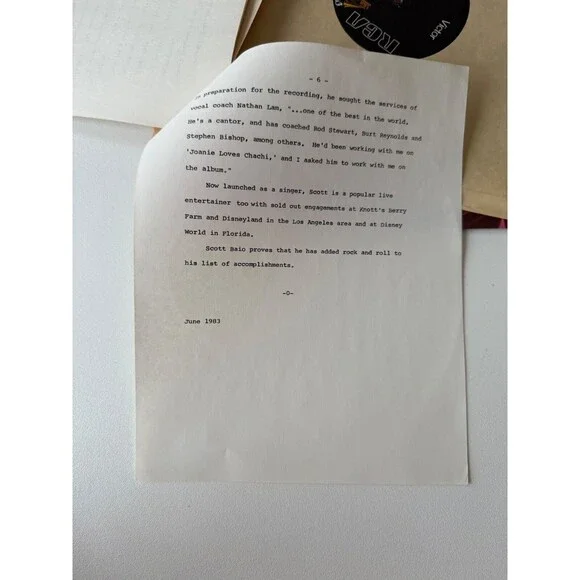 Victor
RCA
- 6 -
preparation for the recording, he sought the services of
vocal coach Nathan Lam, "...one of the best in the world.
He's a cantor, and has coached Rod Stewart, Burt Reynolds and
Stephen Bishop, among others. He'd been working with me on
'Joanie Loves Chachi,' and I asked him to work with me on
the album."
Now launched as a singer, Scott is a popular live
entertainer too with sold out engagements at Knott's Berry
Farm and Disneyland in the Los Angeles area and at Disney
World in Florida.
Scott Baio proves that he has added rock and roll to
his list of accomplishments.
-0-
June 1983